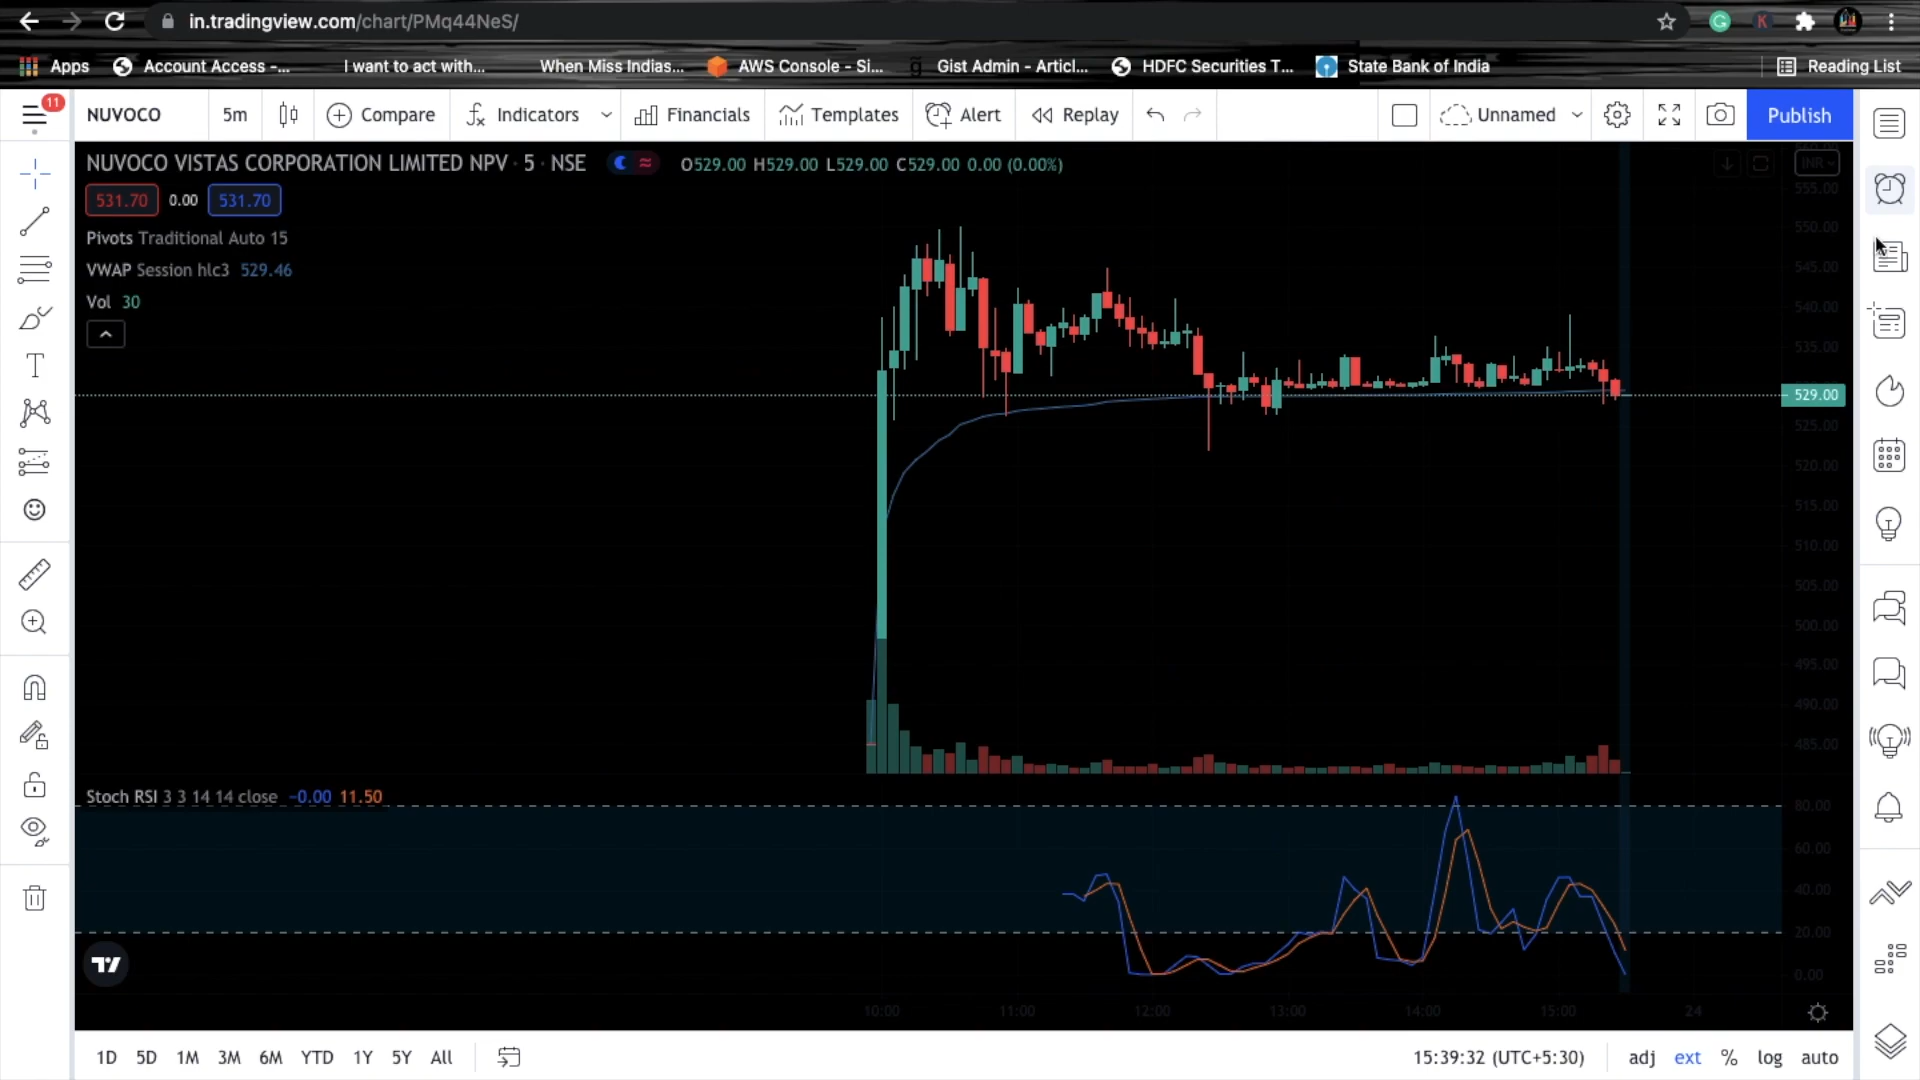 in.tradingview.com/chart/PMq44NeS/
Apps Account Access -... I want to act with... When Miss Indias... AWS Console - Si... Gist Admin - Articl... HDFC Securities T... State Bank of India Reading List
11
NUVOCO 5m Compare Indicators Financials Templates Alert Replay Unnamed Publish
NUVOCO VISTAS CORPORATION LIMITED NPV · 5 · NSE O529.00 H529.00 L529.00 C529.00 0.00 (0.00%) INR
531.70 0.00 531.70
Pivots Traditional Auto 15
VWAP Session hlc3 529.46
Vol 30
555.00
550.00
545.00
540.00
535.00
529.00
525.00
520.00
515.00
510.00
505.00
500.00
495.00
490.00
485.00
Stoch RSI 3 3 14 14 close −0.00 11.50
80.00
60.00
40.00
20.00
0.00
10:00 11:00 12:00 13:00 14:00 15:00 24
1D 5D 1M 3M 6M YTD 1Y 5Y All 15:39:32 (UTC+5:30) adj ext % log auto